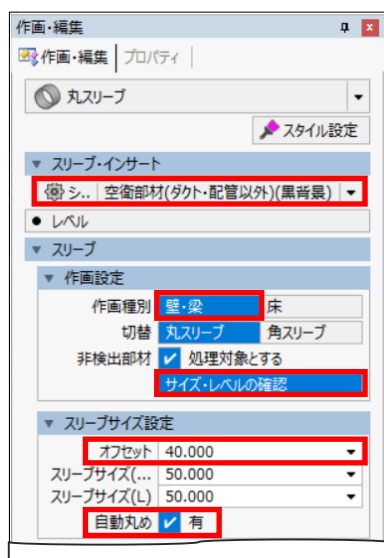 作画・編集
作画・編集 プロパティ
丸スリーブ
スタイル設定
スリーブ・インサート
シ.. 空衛部材(ダクト・配管以外)(黒背景)
レベル
スリーブ
作画設定
作画種別 壁・梁 床
切替 丸スリーブ 角スリーブ
非検出部材 処理対象とする
サイズ・レベルの確認
スリーブサイズ設定
オフセット 40.000
スリーブサイズ(... 50.000
スリーブサイズ(L) 50.000
自動丸め 有